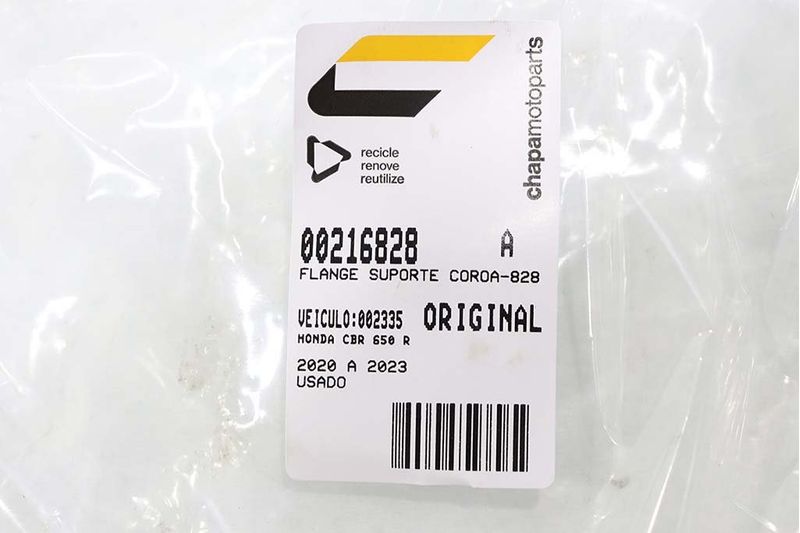 chapamotoparts
recicle
renove
reutilize
00216828 A
FLANGE SUPORTE COROA-828
VEICULO:002335 ORIGINAL
HONDA CBR 650 R
2020 A 2023
USADO